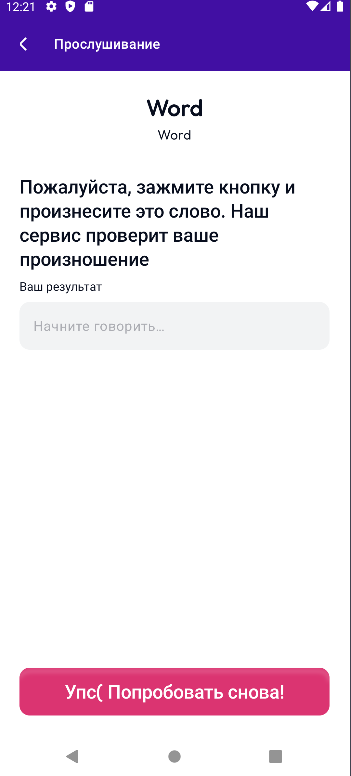 12:21
Прослушивание
Word
Word
Пожалуйста, зажмите кнопку и
произнесите это слово. Наш
сервис проверит ваше
произношение
Ваш результат
Начните говорить...
Упс( Попробовать снова!